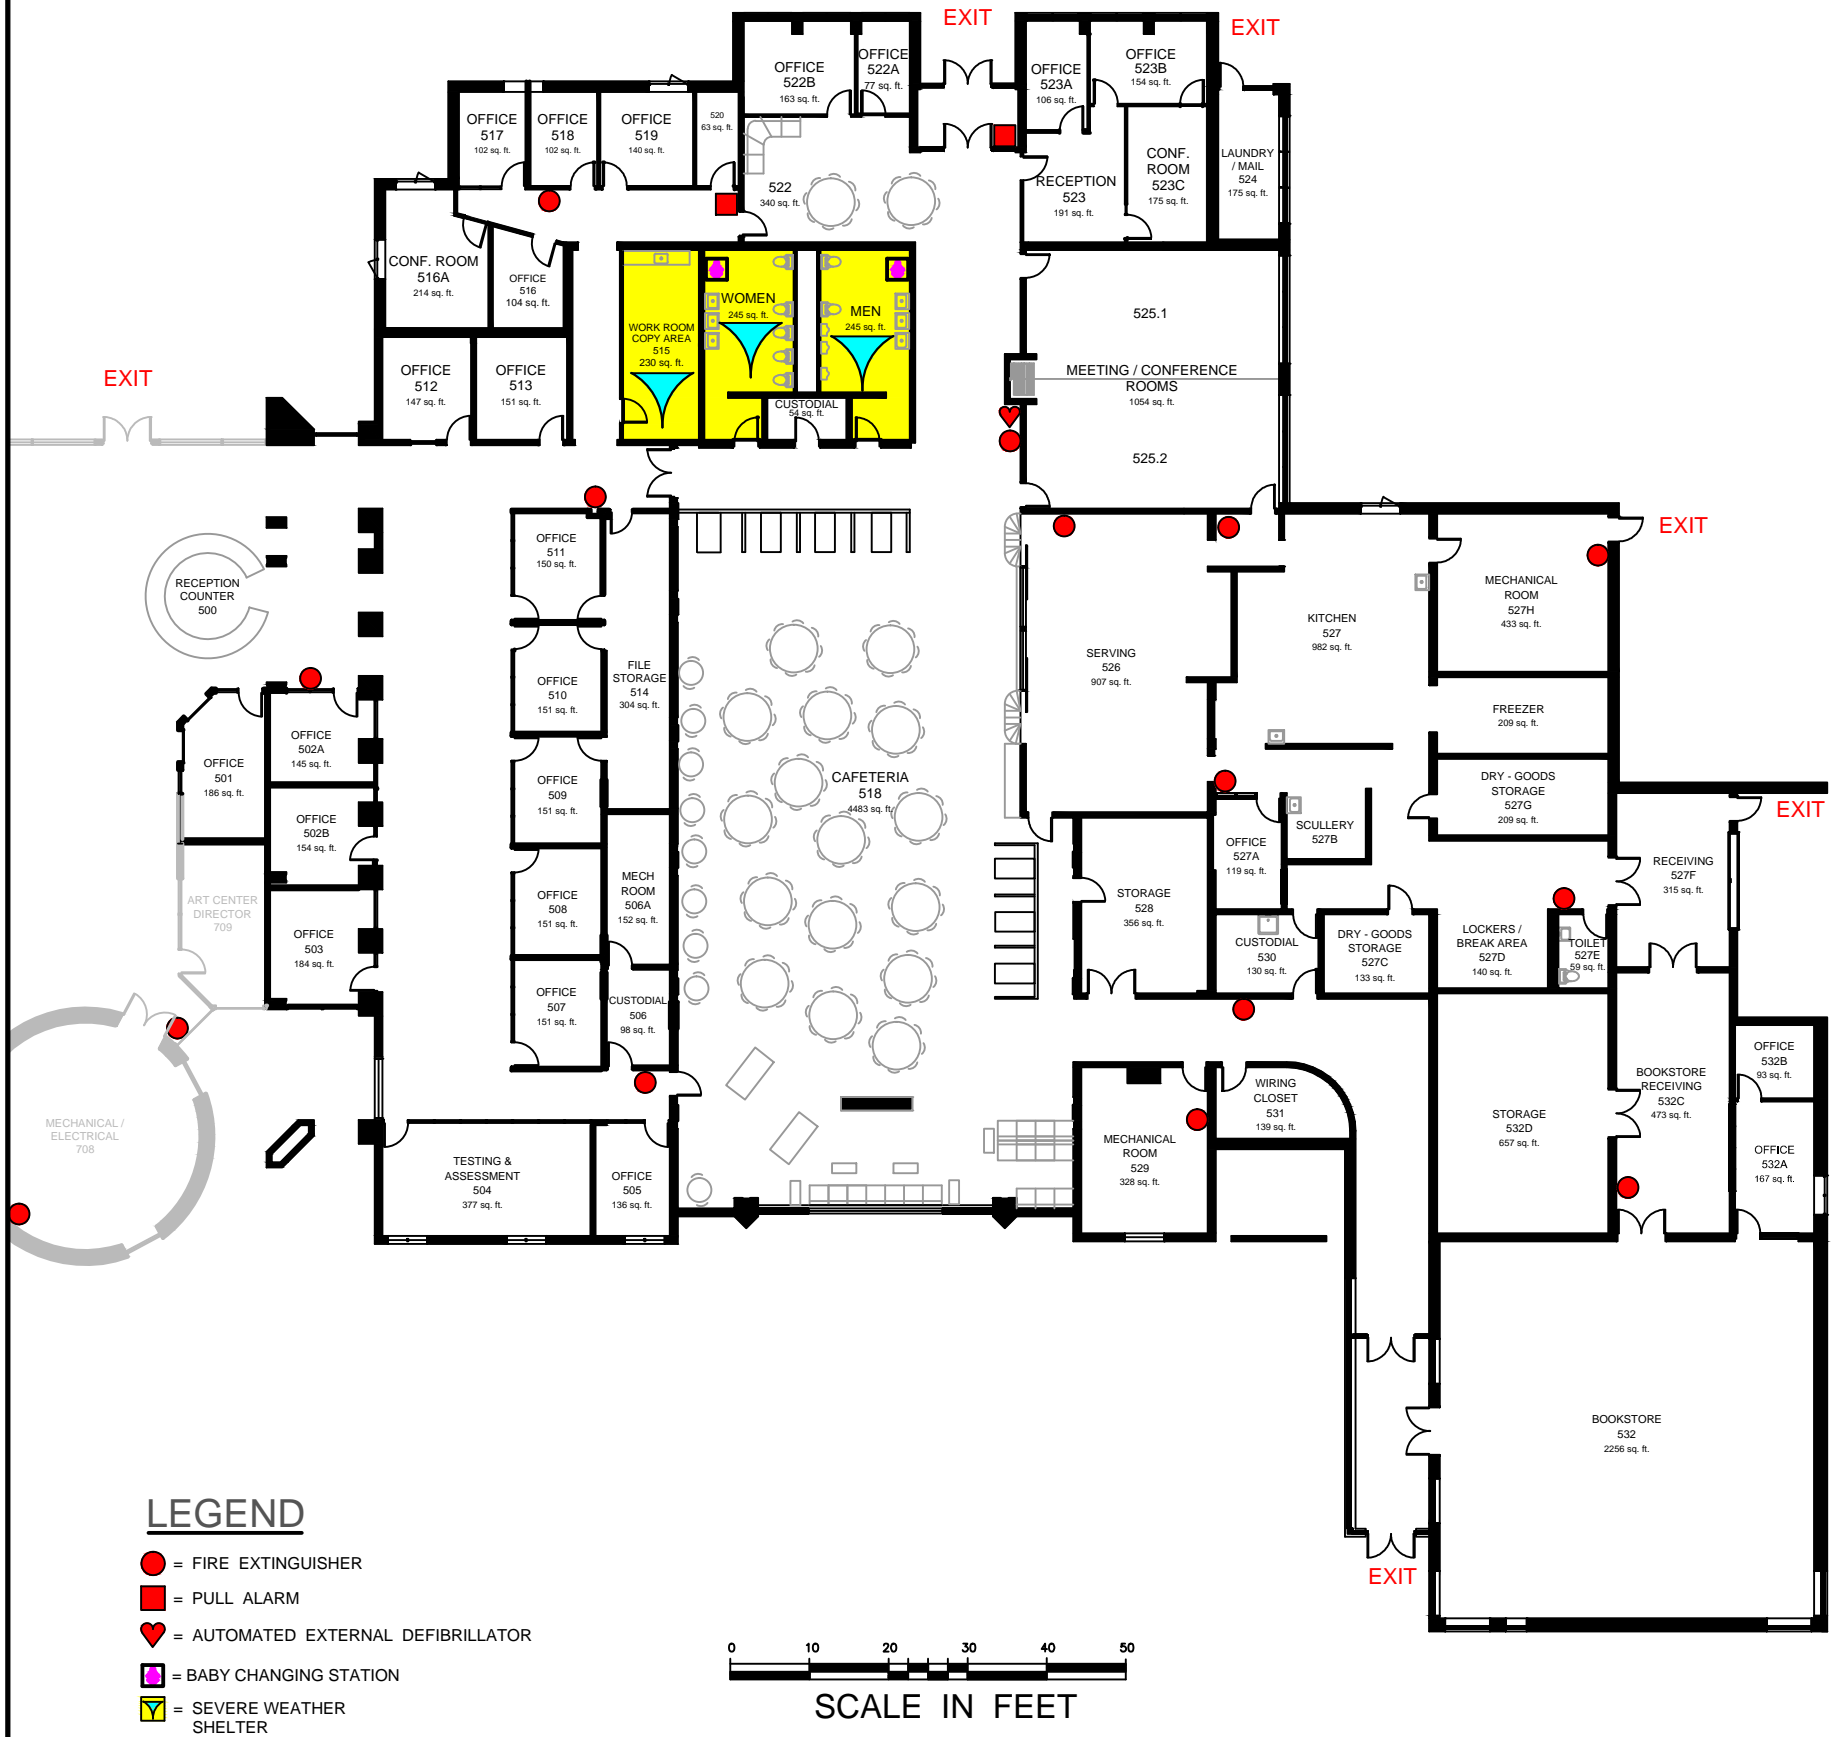 EXIT
EXIT
OFFICE
522B
163 sq. ft.
OFFICE
522A
77 sq. ft.
OFFICE
523A
106 sq. ft.
OFFICE
523B
154 sq. ft.
OFFICE
517
102 sq. ft.
OFFICE
518
102 sq. ft.
OFFICE
519
140 sq. ft.
520
63 sq. ft.
522
340 sq. ft.
RECEPTION
523
191 sq. ft.
CONF.
ROOM
523C
175 sq. ft.
LAUNDRY
/ MAIL
524
175 sq. ft.
CONF. ROOM
516A
214 sq. ft.
OFFICE
516
104 sq. ft.
WORK ROOM
COPY AREA
515
230 sq. ft.
WOMEN
245 sq. ft.
MEN
245 sq. ft.
CUSTODIAL
54 sq. ft.
525.1
MEETING / CONFERENCE
ROOMS
1054 sq. ft.
525.2
EXIT
OFFICE
512
147 sq. ft.
OFFICE
513
151 sq. ft.
RECEPTION
COUNTER
500
OFFICE
511
150 sq. ft.
OFFICE
510
151 sq. ft.
FILE
STORAGE
514
304 sq. ft.
OFFICE
509
151 sq. ft.
OFFICE
508
151 sq. ft.
MECH
ROOM
506A
152 sq. ft.
OFFICE
507
151 sq. ft.
CUSTODIAL
506
98 sq. ft.
OFFICE
501
186 sq. ft.
OFFICE
502A
145 sq. ft.
OFFICE
502B
154 sq. ft.
OFFICE
503
184 sq. ft.
ART CENTER
DIRECTOR
709
MECHANICAL /
ELECTRICAL
708
TESTING &
ASSESSMENT
504
377 sq. ft.
OFFICE
505
136 sq. ft.
CAFETERIA
518
4483 sq. ft.
SERVING
526
907 sq. ft.
KITCHEN
527
982 sq. ft.
MECHANICAL
ROOM
527H
433 sq. ft.
EXIT
FREEZER
209 sq. ft.
DRY - GOODS
STORAGE
527G
209 sq. ft.
EXIT
SCULLERY
527B
OFFICE
527A
119 sq. ft.
RECEIVING
527F
315 sq. ft.
STORAGE
528
356 sq. ft.
CUSTODIAL
530
130 sq. ft.
DRY - GOODS
STORAGE
527C
133 sq. ft.
LOCKERS /
BREAK AREA
527D
140 sq. ft.
TOILET
527E
59 sq. ft.
MECHANICAL
ROOM
529
328 sq. ft.
WIRING
CLOSET
531
139 sq. ft.
STORAGE
532D
657 sq. ft.
BOOKSTORE
RECEIVING
532C
473 sq. ft.
OFFICE
532B
93 sq. ft.
OFFICE
532A
167 sq. ft.
BOOKSTORE
532
2256 sq. ft.
EXIT
LEGEND
= FIRE EXTINGUISHER
= PULL ALARM
= AUTOMATED EXTERNAL DEFIBRILLATOR
= BABY CHANGING STATION
= SEVERE WEATHER
SHELTER
0 10 20 30 40 50
SCALE IN FEET